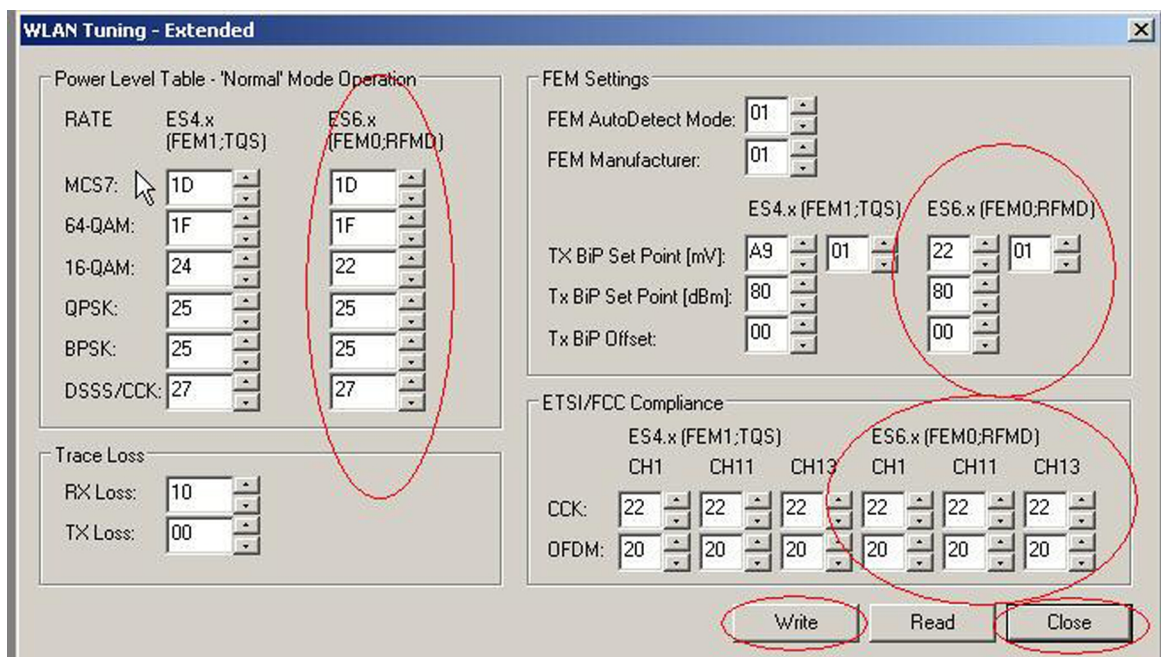 WLAN Tuning - Extended
Power Level Table - 'Normal' Mode Operation
RATE ES4.x (FEM1;TQS) ES6.x (FEM0;RFMD)
MCS7: 1D 1D
64-QAM: 1F 1F
16-QAM: 24 22
QPSK: 25 25
BPSK: 25 25
DSSS/CCK: 27 27
Trace Loss
RX Loss: 10
TX Loss: 00
FEM Settings
FEM AutoDetect Mode: 01
FEM Manufacturer: 01
ES4.x (FEM1;TQS) ES6.x (FEM0;RFMD)
TX BiP Set Point [mV]: A9 01 22 01
Tx BiP Set Point [dBm]: 80 80
Tx BiP Offset: 00 00
ETSI/FCC Compliance
ES4.x (FEM1;TQS) ES6.x (FEM0;RFMD)
CH1 CH11 CH13 CH1 CH11 CH13
CCK: 22 22 22 22 22 22
OFDM: 20 20 20 20 20 20
Write Read Close